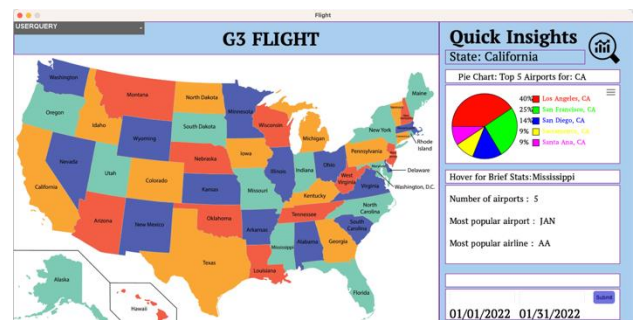 Flight
USERQUERY
G3 FLIGHT
Quick Insights
State: California
Pie Chart: Top 5 Airports for: CA
40% Los Angeles, CA
25% San Francisco, CA
14% San Diego, CA
9% Sacramento, CA
9% Santa Ana, CA
Hover for Brief Stats:Mississippi
Number of airports : 5
Most popular airport : JAN
Most popular airline : AA
Submit
01/01/2022 01/31/2022
Washington
Montana
North Dakota
Minnesota
Maine
Oregon
Idaho
Wyoming
South Dakota
Wisconsin
Michigan
New York
Rhode
Island
Nevada
Utah
Colorado
Nebraska
Iowa
Illinois
Indiana
Ohio
Pennsylvania
Delaware
California
Kansas
Missouri
Kentucky
West
Virginia
Virginia
Washington, D.C.
Arizona
New Mexico
Oklahoma
Arkansas
Tennessee
North
Carolina
South
Carolina
Texas
Louisiana
Mississippi
Alabama
Georgia
Florida
Alaska
Hawaii